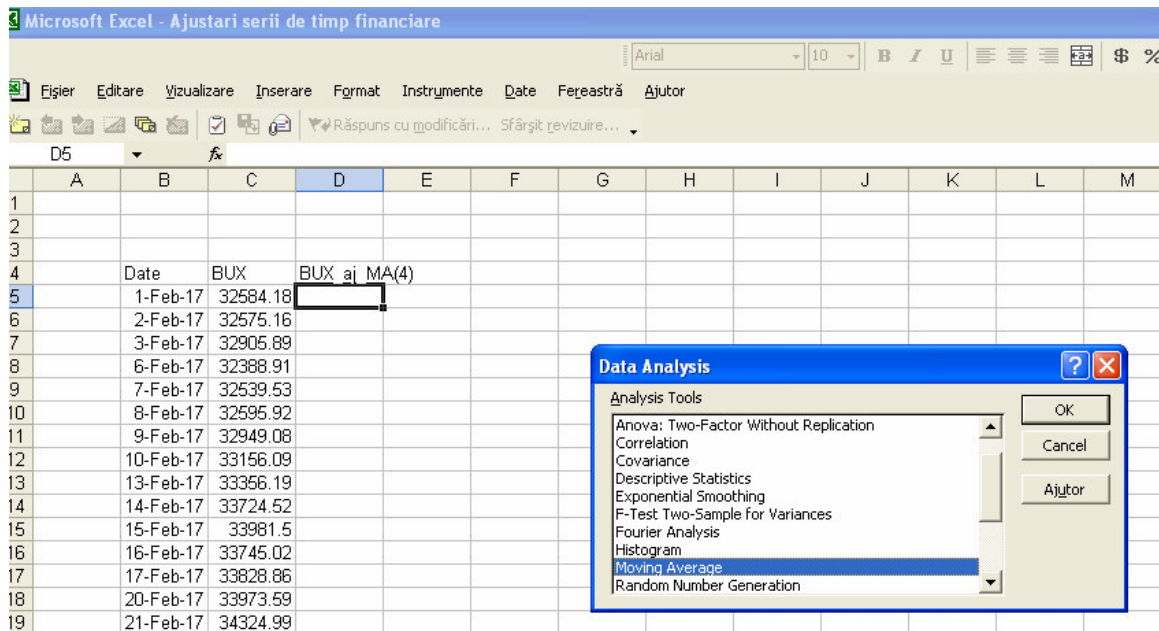 Microsoft Excel - Ajustari serii de timp financiare
Arial 10 B I U $ %
Fişier Editare Vizualizare Inserare Format Instrumente Date Fereastră Ajutor
Răspuns cu modificări... Sfârşit revizuire...
D5 fx
A B C D E F G H I J K L M
1
2
3
4 Date BUX BUX_aj_MA(4)
5 1-Feb-17 32584.18
6 2-Feb-17 32575.16
7 3-Feb-17 32905.89
8 6-Feb-17 32388.91
9 7-Feb-17 32539.53
10 8-Feb-17 32595.92
11 9-Feb-17 32949.08
12 10-Feb-17 33156.09
13 13-Feb-17 33356.19
14 14-Feb-17 33724.52
15 15-Feb-17 33981.5
16 16-Feb-17 33745.02
17 17-Feb-17 33828.86
18 20-Feb-17 33973.59
19 21-Feb-17 34324.99
Data Analysis
Analysis Tools
Anova: Two-Factor Without Replication
Correlation
Covariance
Descriptive Statistics
Exponential Smoothing
F-Test Two-Sample for Variances
Fourier Analysis
Histogram
Moving Average
Random Number Generation
OK
Cancel
Ajutor